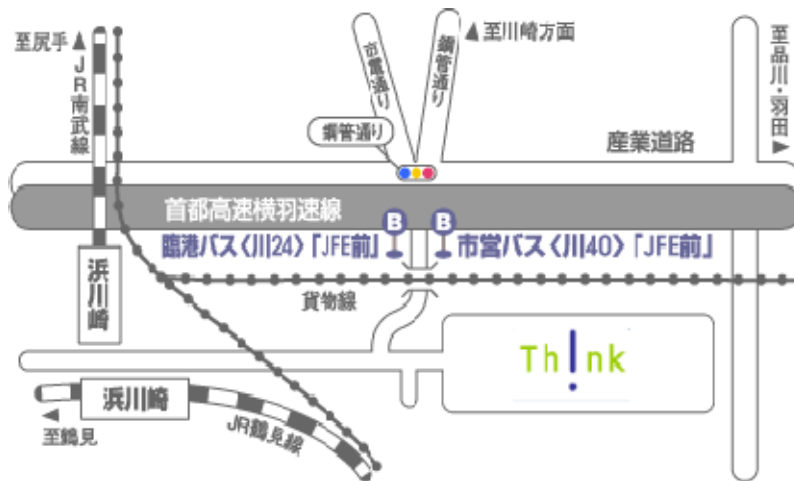 至尻手
JR南武線
市電通り
鋼管通り
至川崎方面
至品川・羽田
鋼管通り
産業道路
首都高速横羽速線
B
B
臨港バス〈川24〉「JFE前」
市営バス〈川40〉「JFE前」
浜川崎
貨物線
Th!nk
浜川崎
至鶴見
JR鶴見線